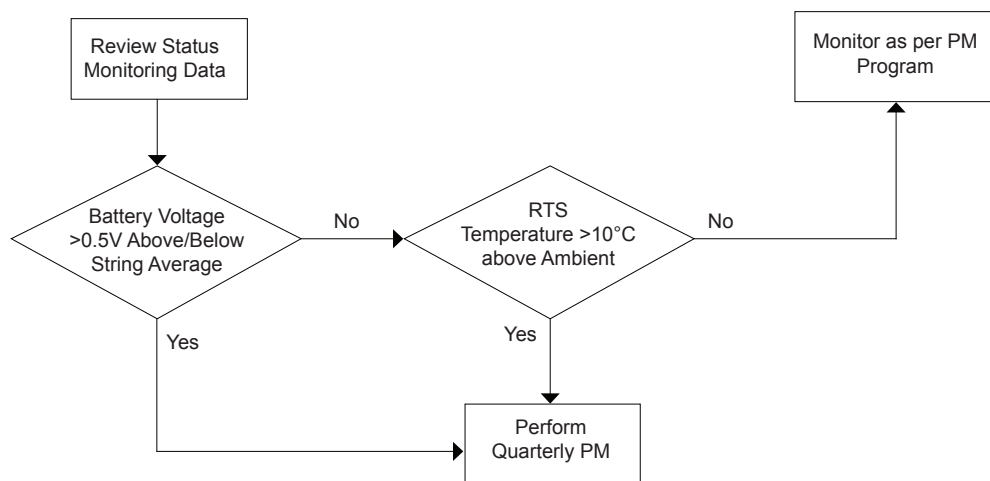 Review Status
Monitoring Data
Monitor as per PM
Program
Battery Voltage
>0.5V Above/Below
String Average
No
RTS
Temperature >10°C
above Ambient
No
Yes
Yes
Perform
Quarterly PM